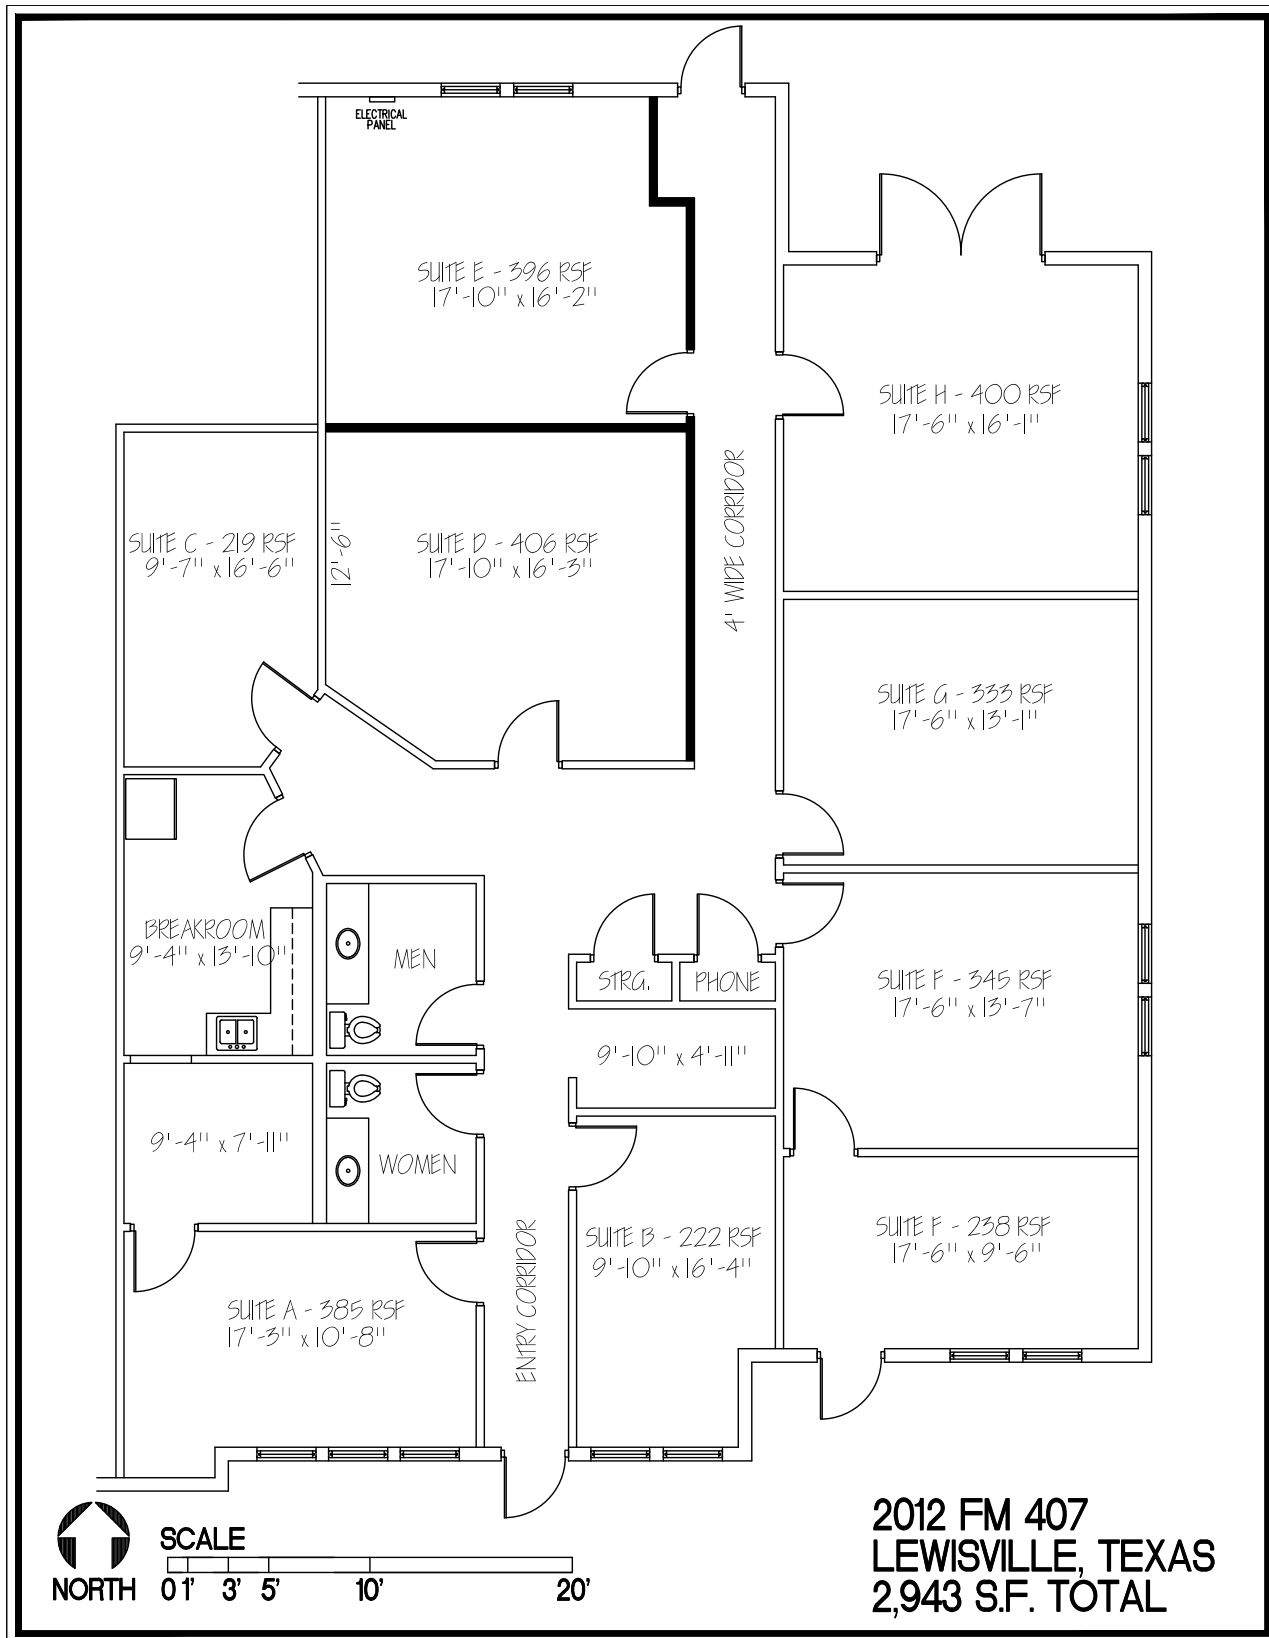 ELECTRICAL
PANEL
SUITE E - 396 RSF
17'-10" x 16'-2"
SUITE H - 400 RSF
17'-6" x 16'-1"
4' WIDE CORRIDOR
SUITE C - 219 RSF
9'-7" x 16'-6"
12'-6"
SUITE D - 406 RSF
17'-10" x 16'-3"
SUITE G - 333 RSF
17'-6" x 13'-1"
BREAKROOM
9'-4" x 13'-10"
MEN
STRG.
PHONE
SUITE F - 345 RSF
17'-6" x 13'-7"
9'-10" x 4'-11"
9'-4" x 7'-11"
WOMEN
ENTRY CORRIDOR
SUITE B - 222 RSF
9'-10" x 16'-4"
SUITE F - 238 RSF
17'-6" x 9'-6"
SUITE A - 385 RSF
17'-3" x 10'-8"
NORTH
SCALE
0 1' 3' 5' 10' 20'
2012 FM 407
LEWISVILLE, TEXAS
2,943 S.F. TOTAL